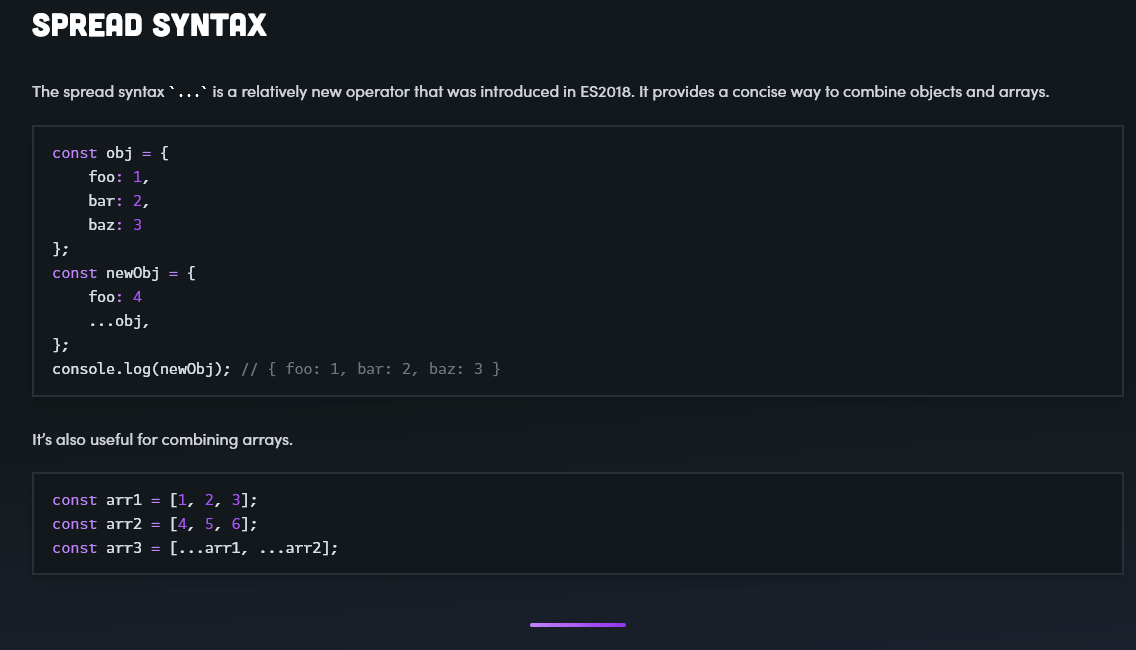 SPREAD SYNTAX
The spread syntax `...` is a relatively new operator that was introduced in ES2018. It provides a concise way to combine objects and arrays.
const obj = {
    foo: 1,
    bar: 2,
    baz: 3
};
const newObj = {
    foo: 4
    ...obj,
};
console.log(newObj); // { foo: 1, bar: 2, baz: 3 }
It's also useful for combining arrays.
const arr1 = [1, 2, 3];
const arr2 = [4, 5, 6];
const arr3 = [...arr1, ...arr2];